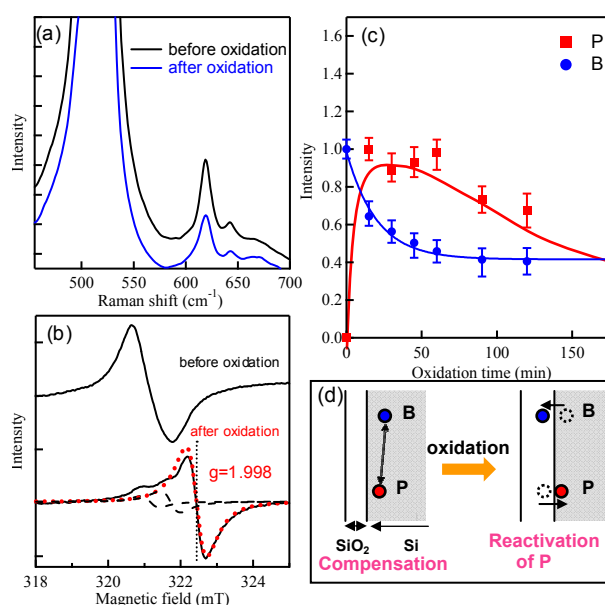 (a)
before oxidation
after oxidation
Intensity
500
550
600
650
700
Raman shift (cm-1)
(b)
before oxidation
after oxidation
g=1.998
Intensity
318
320
322
324
Magnetic field (mT)
(c)
P
B
1.6
1.4
1.2
1.0
0.8
0.6
0.4
0.2
0.0
Intensity
0
50
100
150
Oxidation time (min)
(d)
B
P
oxidation
B
P
SiO2
Si
Compensation
Reactivation
of P